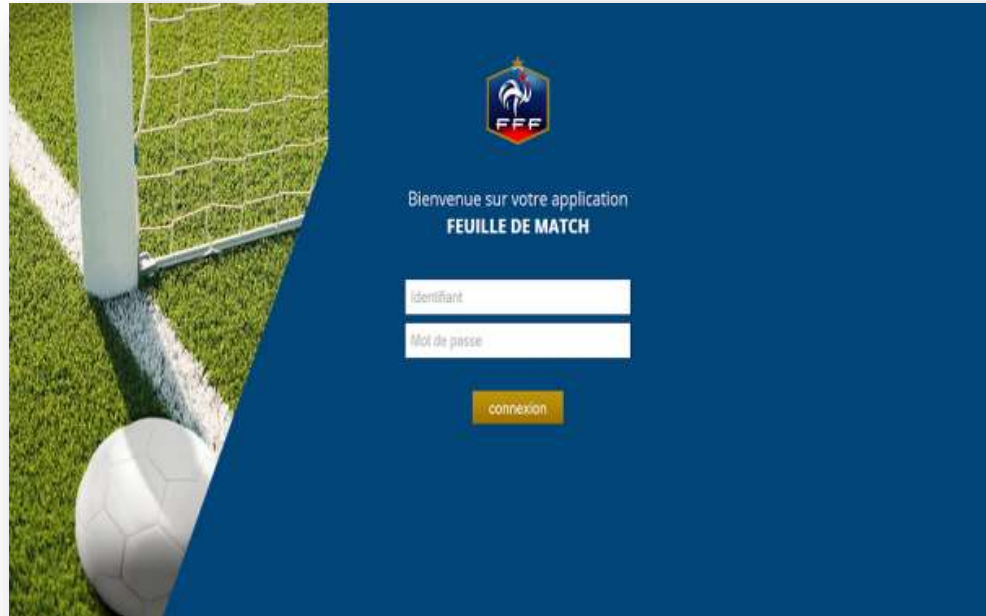 FFF
Bienvenue sur votre application
FEUILLE DE MATCH
Identifiant
Mot de passe
connexion